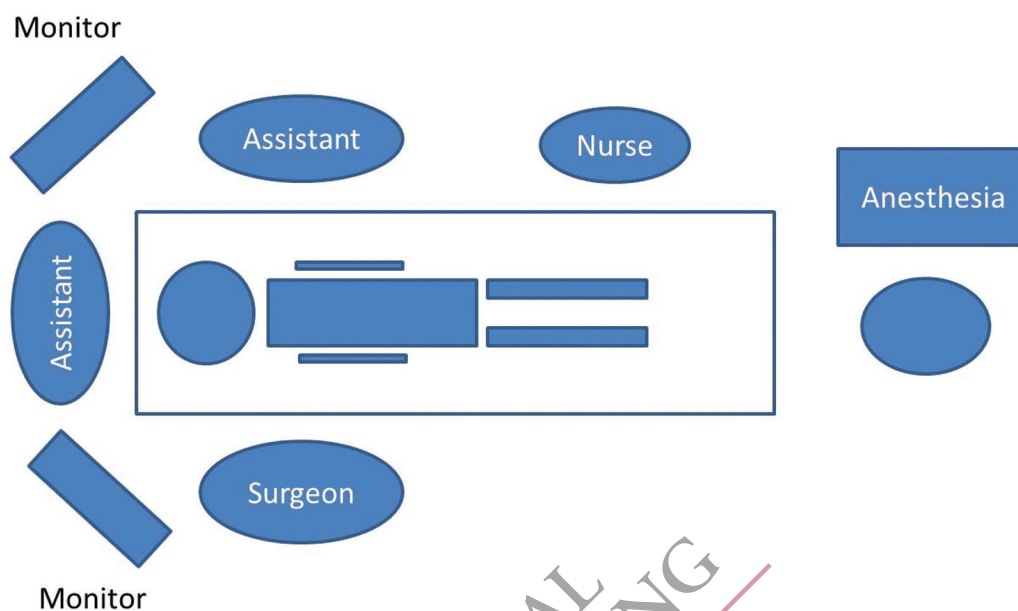 Monitor
Assistant
Nurse
Anesthesia
Assistant
Surgeon
Monitor